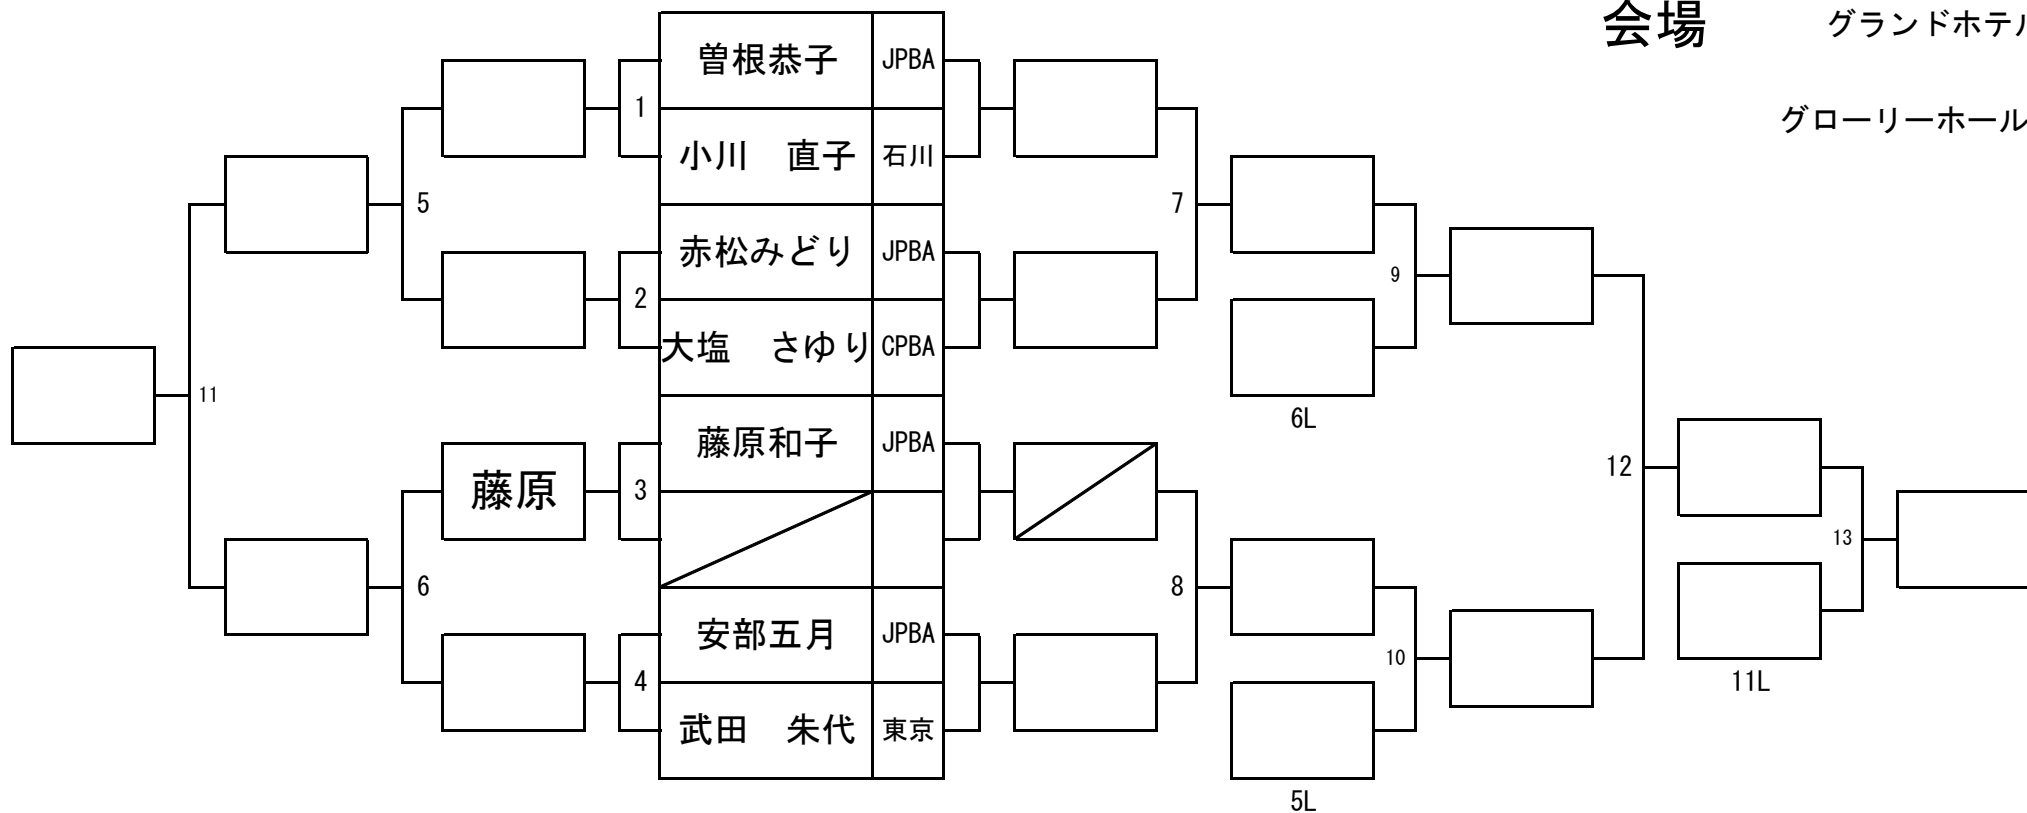 会場 グランドホテル
グローリーホール
曽根恭子 JPBA
1
小川　直子 石川
5
7
赤松みどり JPBA
9
2
大塩　さゆり CPBA
11
6L
藤原和子 JPBA
12
藤原
3
13
6
8
安部五月 JPBA
10
4
11L
武田　朱代 東京
5L